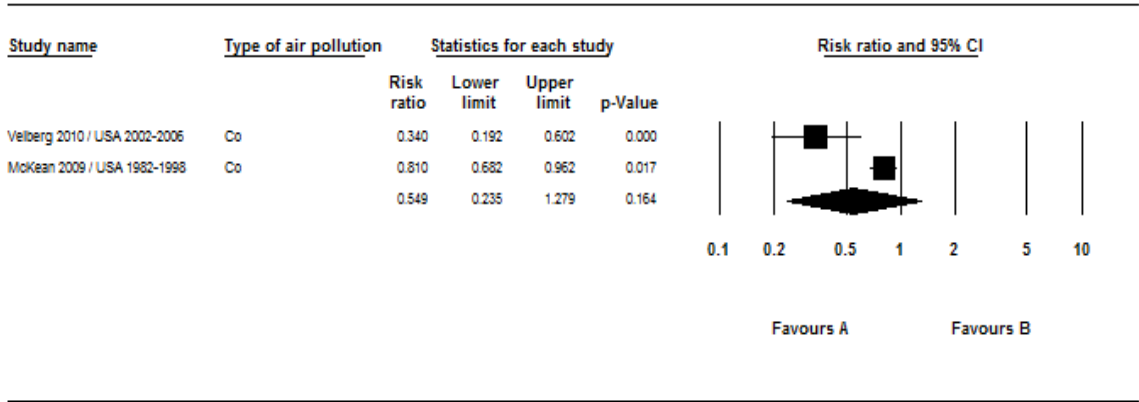 Study name Type of air pollution Statistics for each study Risk ratio and 95% CI
Risk ratio Lower limit Upper limit p-Value
Velberg 2010 / USA 2002-2006 Co 0.340 0.192 0.602 0.000
McKean 2009 / USA 1982-1998 Co 0.810 0.682 0.962 0.017
0.549 0.235 1.279 0.164
0.1 0.2 0.5 1 2 5 10
Favours A Favours B